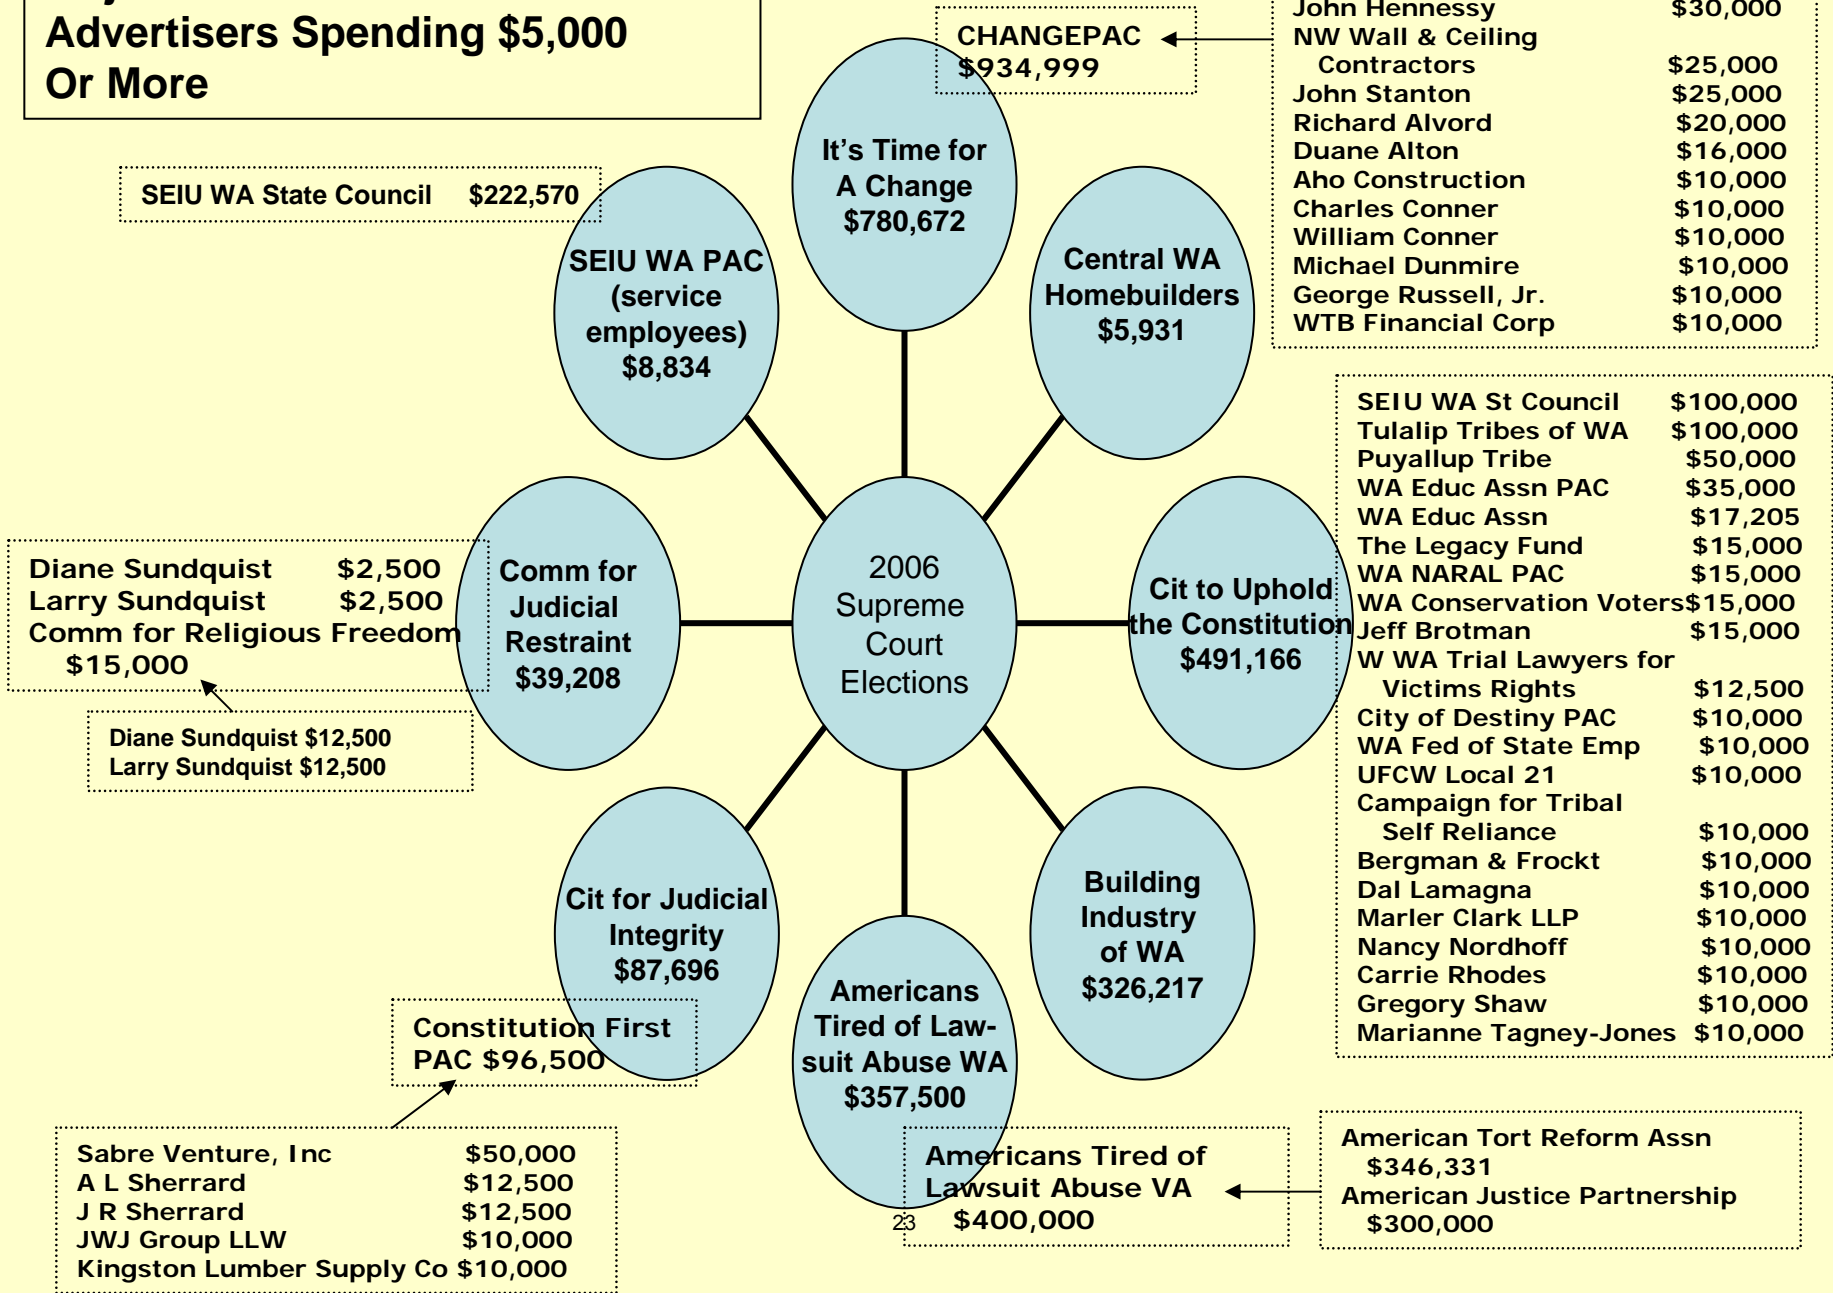 Advertisers Spending $5,000
Or More
CHANGEPAC
$934,999
John Hennessy $30,000
NW Wall & Ceiling
Contractors $25,000
John Stanton $25,000
Richard Alvord $20,000
Duane Alton $16,000
Aho Construction $10,000
Charles Conner $10,000
William Conner $10,000
Michael Dunmire $10,000
George Russell, Jr. $10,000
WTB Financial Corp $10,000
It's Time for
A Change
$780,672
SEIU WA State Council $222,570
SEIU WA PAC
(service
employees)
$8,834
Central WA
Homebuilders
$5,931
SEIU WA St Council $100,000
Tulalip Tribes of WA $100,000
Puyallup Tribe $50,000
WA Educ Assn PAC $35,000
WA Educ Assn $17,205
The Legacy Fund $15,000
WA NARAL PAC $15,000
WA Conservation Voters $15,000
Jeff Brotman $15,000
W WA Trial Lawyers for
Victims Rights $12,500
City of Destiny PAC $10,000
WA Fed of State Emp $10,000
UFCW Local 21 $10,000
Campaign for Tribal
Self Reliance $10,000
Bergman & Frockt $10,000
Dal Lamagna $10,000
Marler Clark LLP $10,000
Nancy Nordhoff $10,000
Carrie Rhodes $10,000
Gregory Shaw $10,000
Marianne Tagney-Jones $10,000
Diane Sundquist $2,500
Larry Sundquist $2,500
Comm for Religious Freedom
$15,000
Diane Sundquist $12,500
Larry Sundquist $12,500
Comm for
Judicial
Restraint
$39,208
2006
Supreme
Court
Elections
Cit to Uphold
the Constitution
$491,166
Cit for Judicial
Integrity
$87,696
Building
Industry
of WA
$326,217
Americans
Tired of Law-
suit Abuse WA
$357,500
Constitution First
PAC $96,500
Sabre Venture, Inc $50,000
A L Sherrard $12,500
J R Sherrard $12,500
JWJ Group LLW $10,000
Kingston Lumber Supply Co $10,000
Americans Tired of
Lawsuit Abuse VA
$400,000
American Tort Reform Assn
$346,331
American Justice Partnership
$300,000
23